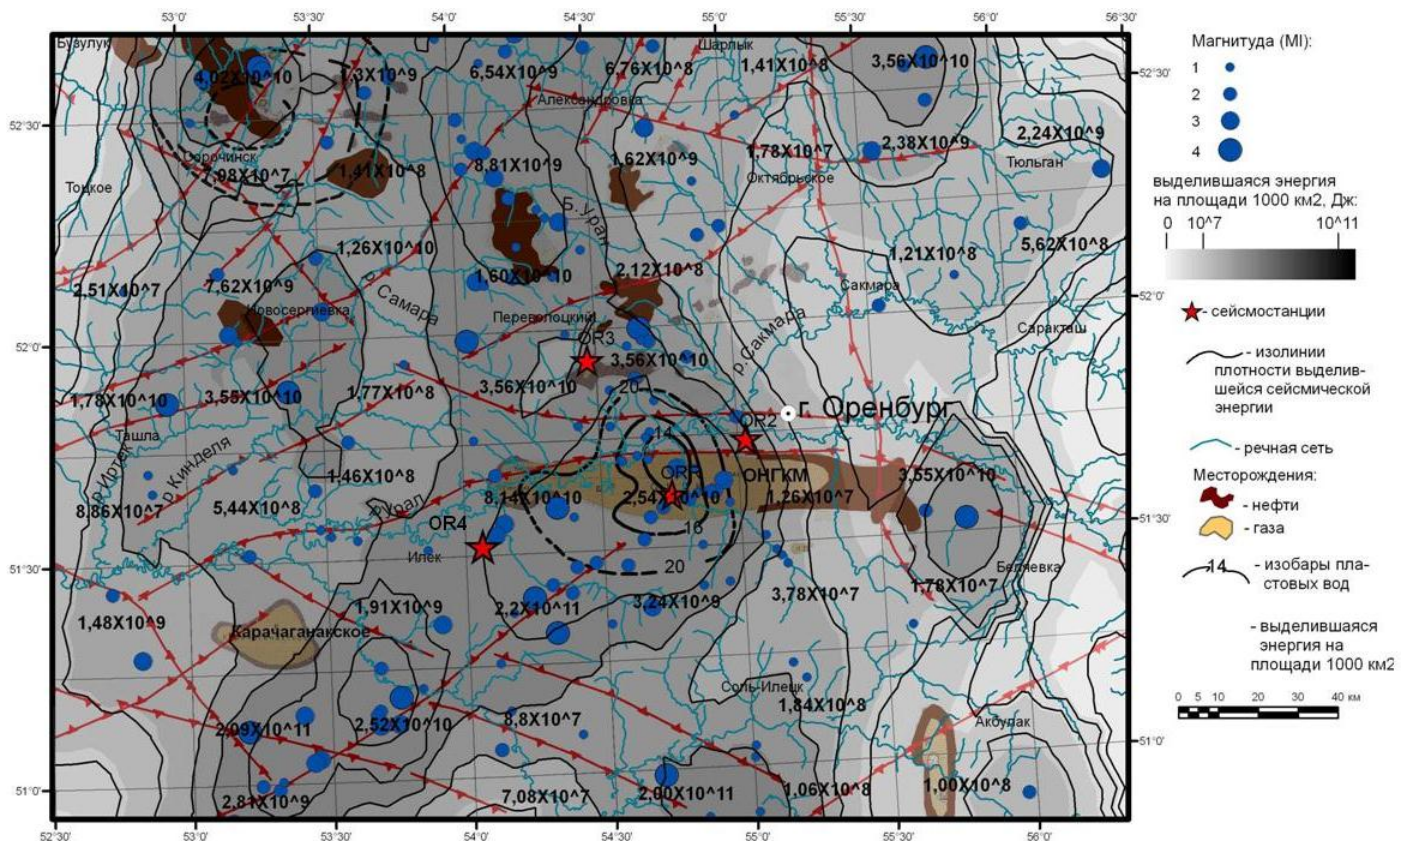 53°0'
53°30'
54°0'
54°30'
55°0'
55°30'
56°0'
56°30'
Бузулук
Шарлык
4,02X10^10
1,3X10^9
6,54X10^9
6,76X10^8
1,41X10^8
3,56X10^10
52°30'
52°30'
Александровка
Сорочинск
7,98X10^7
1,41X10^8
8,81X10^9
1,62X10^9
1,78X10^7
2,38X10^9
2,24X10^9
Тюльган
Тоцкое
Октябрьское
Б. Уран
1,26X10^10
1,60X10^10
2,12X10^8
1,21X10^8
5,62X10^8
2,51X10^7
7,62X10^9
Новосергиевка
р. Самара
Переволоцкий
р.Сакмара
Сакмара
52°0'
52°0'
Саракташ
OR3
3,56X10^10
3,56X10^10
20
1,78X10^10
3,55X10^10
1,77X10^8
г. Оренбург
OR2
14
Ташла
р.Иртек
р Кинделя
1,46X10^8
ОНГКМ
3,55X10^10
8,86X10^7
5,44X10^8
р.Урал
8,14X10^10
2,54X10^10
1,26X10^7
OR4
16
20
51°30'
51°30'
Илек
Беляевка
1,78X10^7
1,48X10^9
1,91X10^9
2,2X10^11
3,24X10^9
3,78X10^7
Карачаганакское
Соль-Илецк
1,84X10^8
Акбулак
2,09X10^11
2,52X10^10
8,8X10^7
51°0'
51°0'
2,81X10^9
7,08X10^7
2,00X10^11
1,06X10^8
1,00X10^8
52°30'
53°0'
53°30'
54°0'
54°30'
55°0'
55°30'
56°0'
Магнитуда (Ml):
1
2
3
4
выделившаяся энергия
на площади 1000 км2, Дж:
0 10^7 10^11
- сейсмостанции
- изолинии
плотности выделив-
шейся сейсмической
энергии
- речная сеть
Месторождения:
- нефти
- газа
14
- изобары пла-
стовых вод
- выделившаяся
энергия на
площади 1000 км2
0 5 10 20 30 40 км